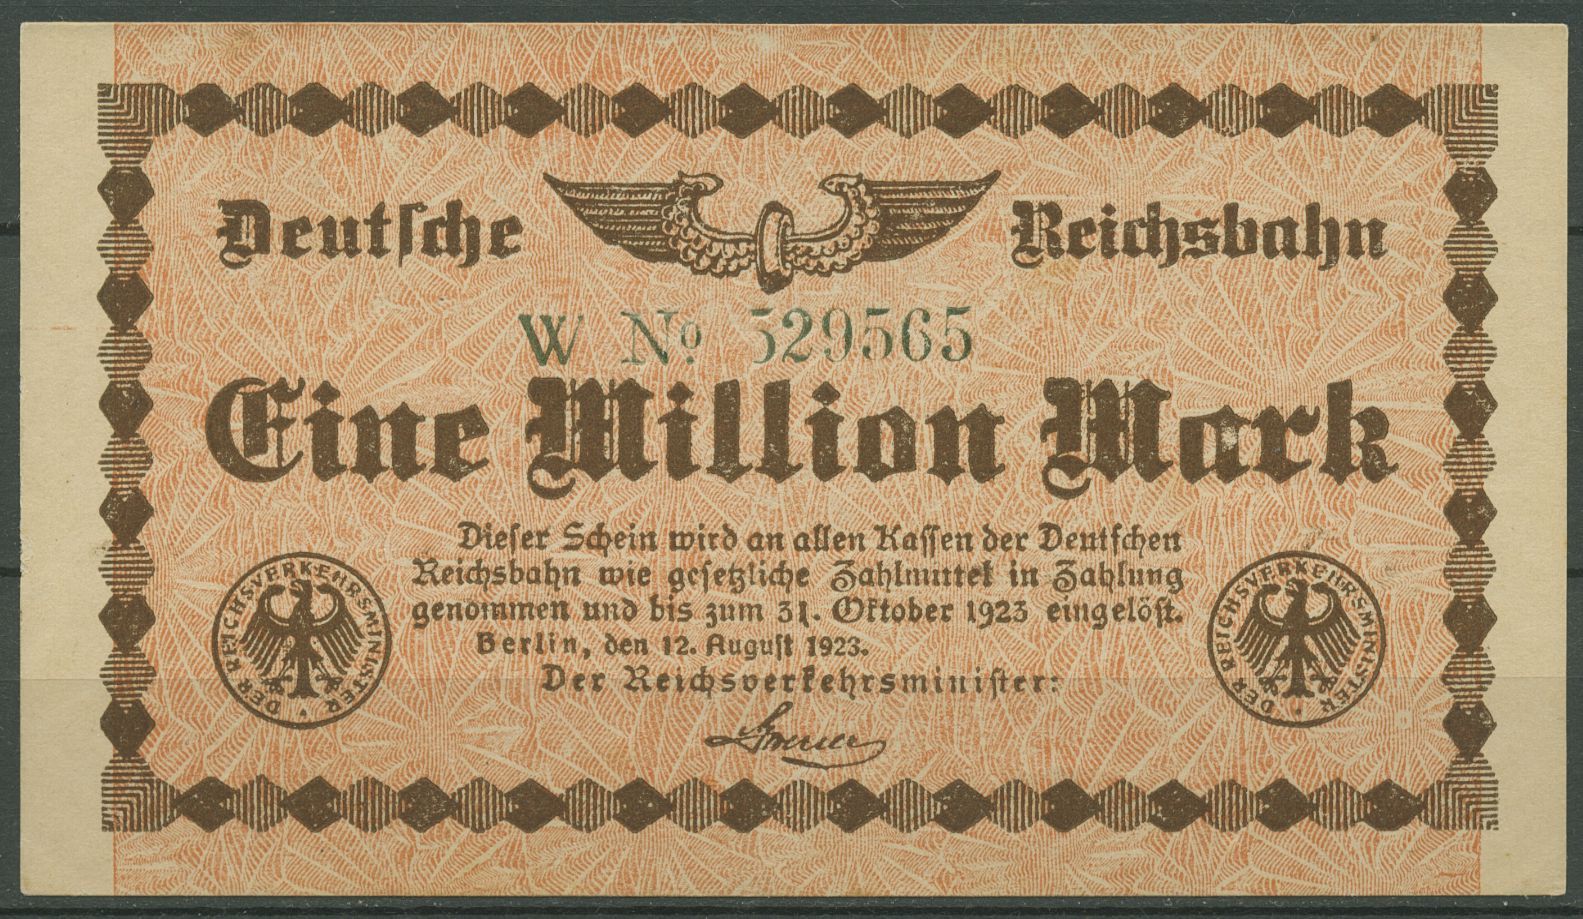 Deutsche Reichsbahn
W No 529565
Eine Million Mark
Dieser Schein wird an allen Kassen der Deutschen
Reichsbahn wie gesetzliche Zahlmittel in Zahlung
genommen und bis zum 31. Oktober 1923 eingelöst.
Berlin, den 12. August 1923.
Der Reichsverkehrsminister:
DER REICHSVERKEHRSMINISTER
DER REICHSVERKEHRSMINISTER